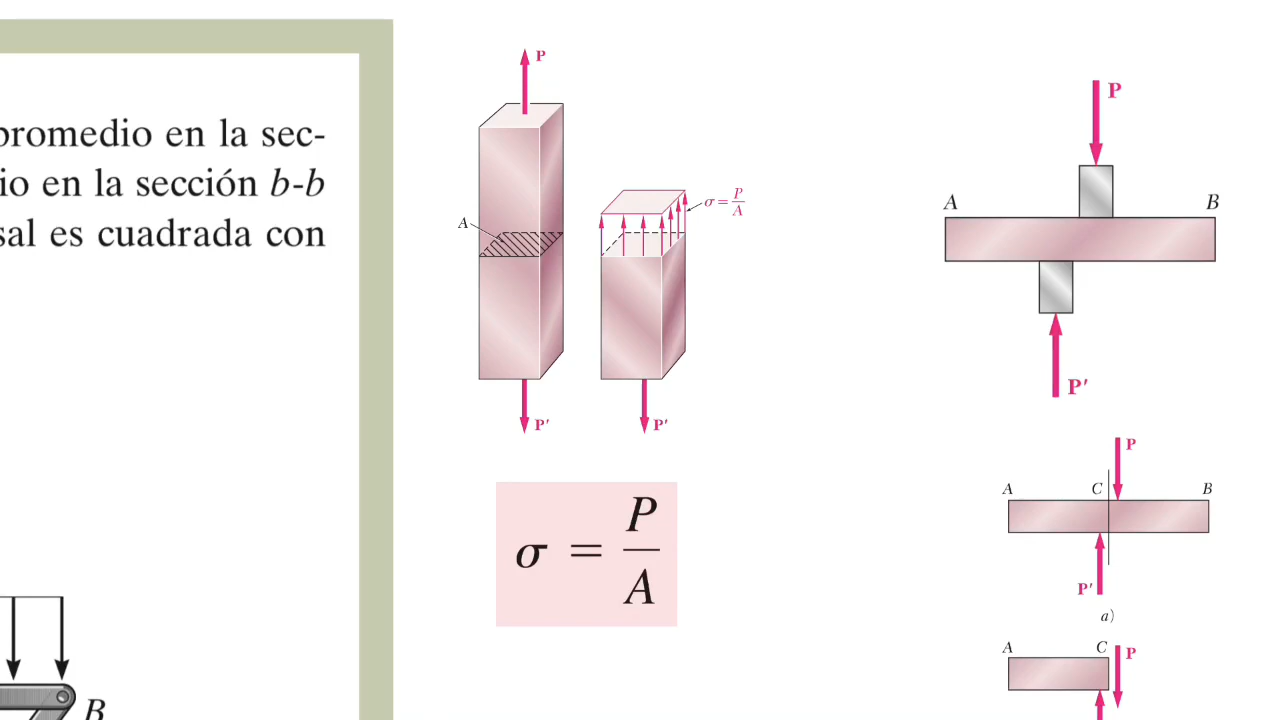 promedio en la sec-
io en la sección b-b
sal es cuadrada con
B
P
A
P'
σ = P/A
P'
σ = P/A
P
A
B
P'
P
A
C
B
P'
a)
A
C
P